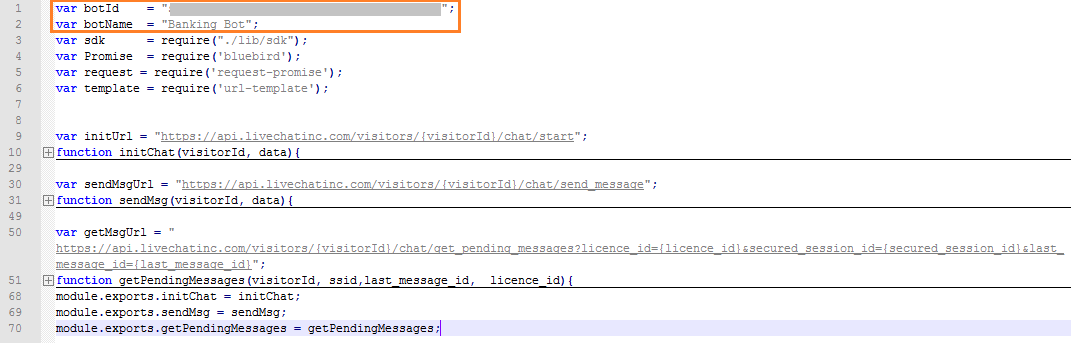 1 var botId = "";
2 var botName = "Banking Bot";
3 var sdk = require("./lib/sdk");
4 var Promise = require('bluebird');
5 var request = require('request-promise');
6 var template = require('url-template');
7
8
9 var initUrl = "https://api.livechatinc.com/visitors/{visitorId}/chat/start";
10 function initChat(visitorId, data){
29
30 var sendMsgUrl = "https://api.livechatinc.com/visitors/{visitorId}/chat/send_message";
31 function sendMsg(visitorId, data){
49
50 var getMsgUrl = "
https://api.livechatinc.com/visitors/{visitorId}/chat/get_pending_messages?licence_id={licence_id}&secured_session_id={secured_session_id}&last_
message_id={last_message_id}";
51 function getPendingMessages(visitorId, ssid,last_message_id, licence_id){
68 module.exports.initChat = initChat;
69 module.exports.sendMsg = sendMsg;
70 module.exports.getPendingMessages = getPendingMessages;